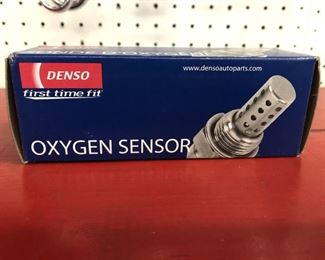 DENSO
first time fit®
www.densoautoparts.com
OXYGEN SENSOR